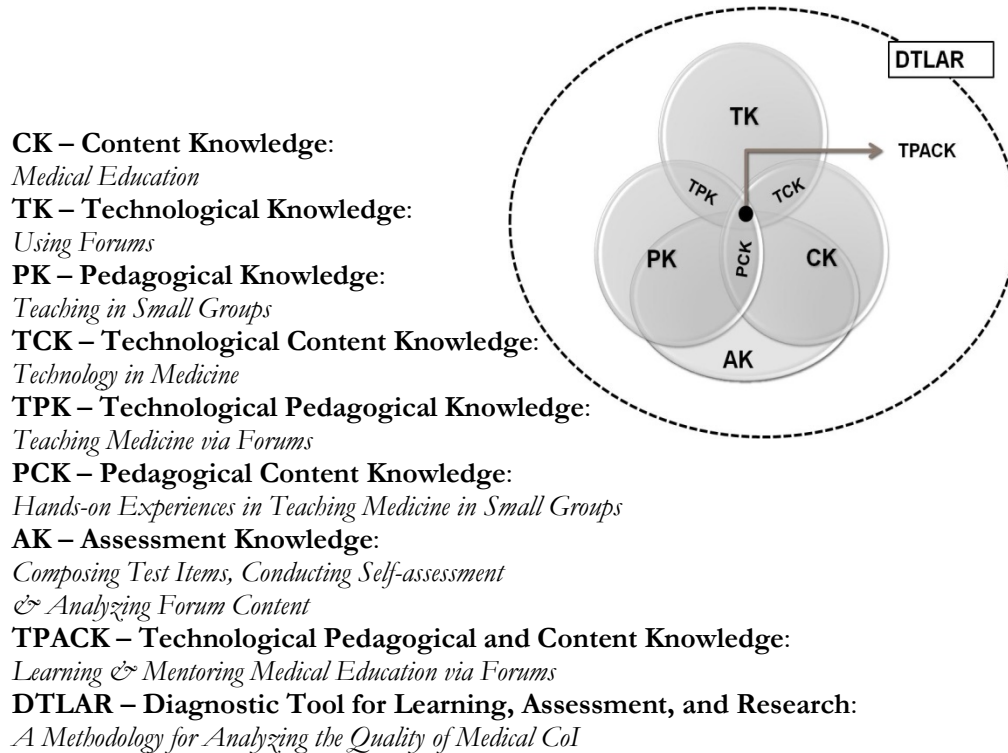 DTLAR
TK
TPACK
TPK
TCK
PK
PCK
CK
AK
CK – Content Knowledge:
Medical Education
TK – Technological Knowledge:
Using Forums
PK – Pedagogical Knowledge:
Teaching in Small Groups
TCK – Technological Content Knowledge:
Technology in Medicine
TPK – Technological Pedagogical Knowledge:
Teaching Medicine via Forums
PCK – Pedagogical Content Knowledge:
Hands-on Experiences in Teaching Medicine in Small Groups
AK – Assessment Knowledge:
Composing Test Items, Conducting Self-assessment
& Analyzing Forum Content
TPACK – Technological Pedagogical and Content Knowledge:
Learning & Mentoring Medical Education via Forums
DTLAR – Diagnostic Tool for Learning, Assessment, and Research:
A Methodology for Analyzing the Quality of Medical CoI